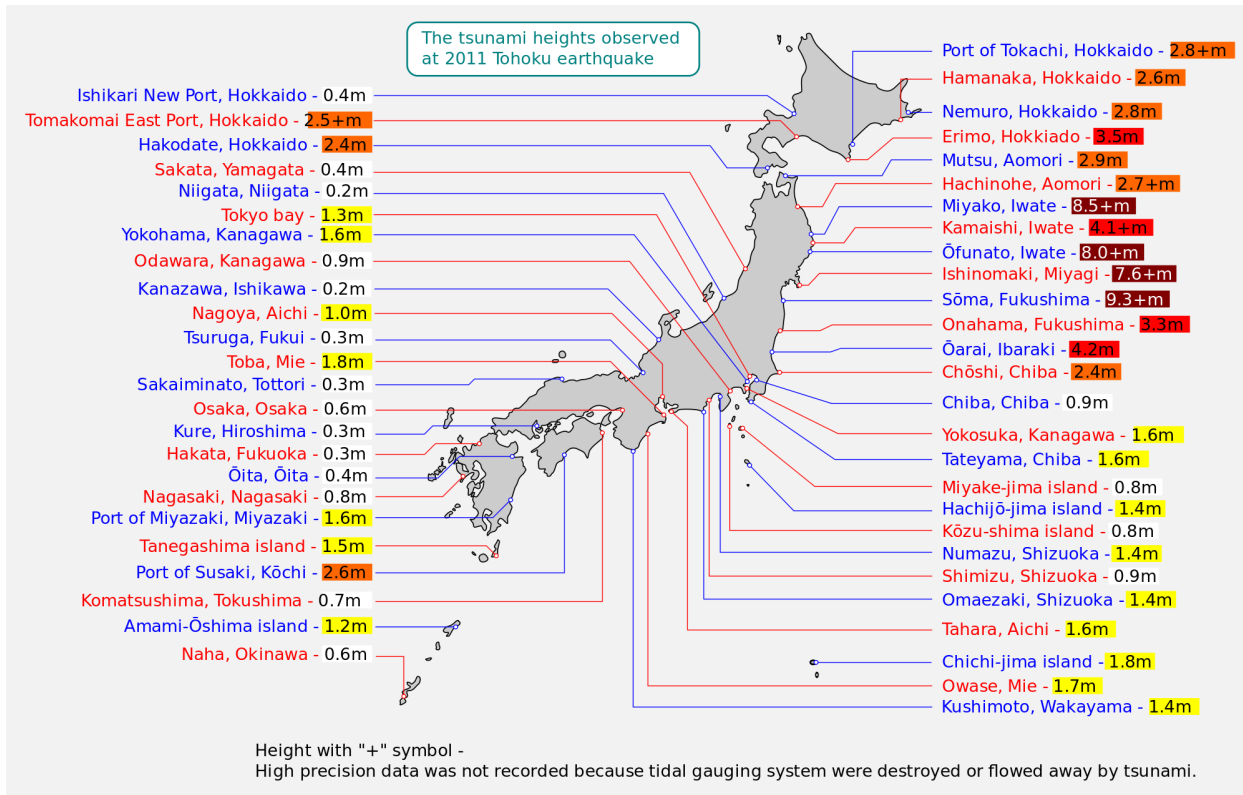 The tsunami heights observed
at 2011 Tohoku earthquake
Ishikari New Port, Hokkaido - 0.4m
Tomakomai East Port, Hokkaido - 2.5+m
Hakodate, Hokkaido - 2.4m
Sakata, Yamagata - 0.4m
Niigata, Niigata - 0.2m
Tokyo bay - 1.3m
Yokohama, Kanagawa - 1.6m
Odawara, Kanagawa - 0.9m
Kanazawa, Ishikawa - 0.2m
Nagoya, Aichi - 1.0m
Tsuruga, Fukui - 0.3m
Toba, Mie - 1.8m
Sakaiminato, Tottori - 0.3m
Osaka, Osaka - 0.6m
Kure, Hiroshima - 0.3m
Hakata, Fukuoka - 0.3m
Ōita, Ōita - 0.4m
Nagasaki, Nagasaki - 0.8m
Port of Miyazaki, Miyazaki - 1.6m
Tanegashima island - 1.5m
Port of Susaki, Kōchi - 2.6m
Komatsushima, Tokushima - 0.7m
Amami-Ōshima island - 1.2m
Naha, Okinawa - 0.6m
Port of Tokachi, Hokkaido - 2.8+m
Hamanaka, Hokkaido - 2.6m
Nemuro, Hokkaido - 2.8m
Erimo, Hokkiado - 3.5m
Mutsu, Aomori - 2.9m
Hachinohe, Aomori - 2.7+m
Miyako, Iwate - 8.5+m
Kamaishi, Iwate - 4.1+m
Ōfunato, Iwate - 8.0+m
Ishinomaki, Miyagi - 7.6+m
Sōma, Fukushima - 9.3+m
Onahama, Fukushima - 3.3m
Ōarai, Ibaraki - 4.2m
Chōshi, Chiba - 2.4m
Chiba, Chiba - 0.9m
Yokosuka, Kanagawa - 1.6m
Tateyama, Chiba - 1.6m
Miyake-jima island - 0.8m
Hachijō-jima island - 1.4m
Kōzu-shima island - 0.8m
Numazu, Shizuoka - 1.4m
Shimizu, Shizuoka - 0.9m
Omaezaki, Shizuoka - 1.4m
Tahara, Aichi - 1.6m
Chichi-jima island - 1.8m
Owase, Mie - 1.7m
Kushimoto, Wakayama - 1.4m
Height with "+" symbol -
High precision data was not recorded because tidal gauging system were destroyed or flowed away by tsunami.